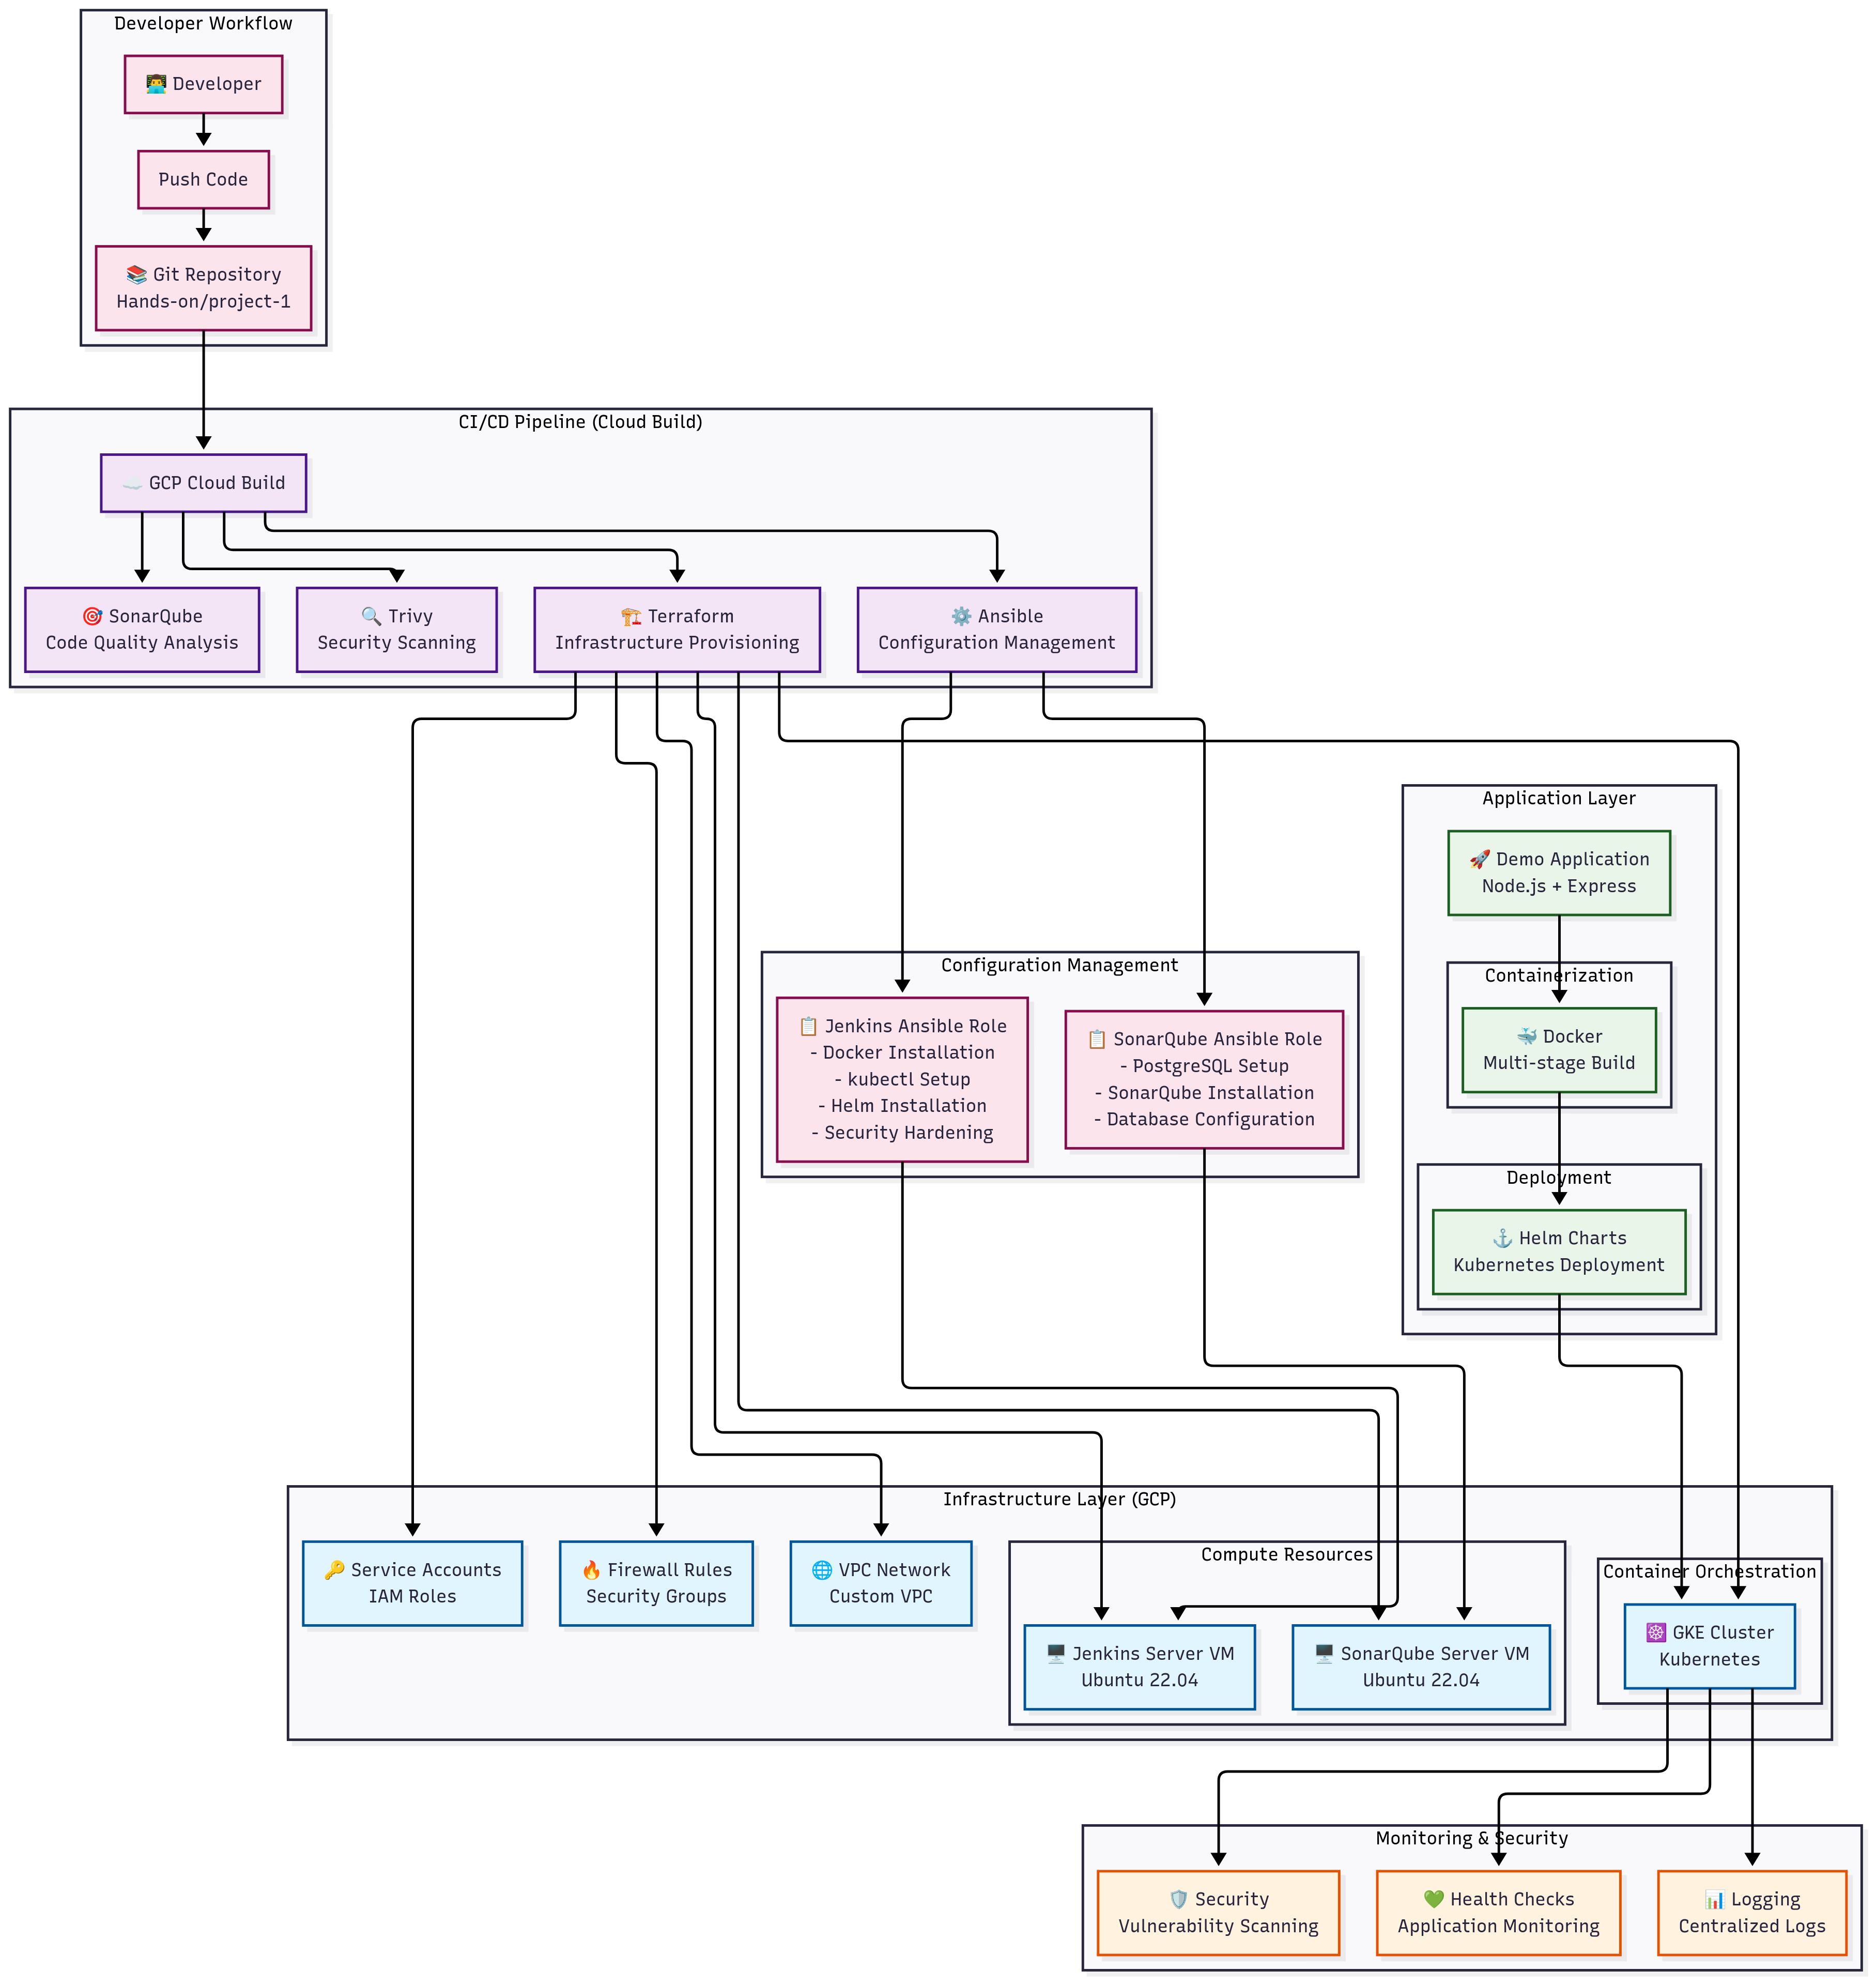 Developer Workflow
👨‍💻 Developer
Push Code
📚 Git Repository
Hands-on/project-1
CI/CD Pipeline (Cloud Build)
☁️ GCP Cloud Build
🎯 SonarQube
Code Quality Analysis
🔍 Trivy
Security Scanning
🏗️ Terraform
Infrastructure Provisioning
⚙️ Ansible
Configuration Management
Application Layer
🚀 Demo Application
Node.js + Express
Containerization
🐳 Docker
Multi-stage Build
Deployment
⚓ Helm Charts
Kubernetes Deployment
Configuration Management
📋 Jenkins Ansible Role
- Docker Installation
- kubectl Setup
- Helm Installation
- Security Hardening
📋 SonarQube Ansible Role
- PostgreSQL Setup
- SonarQube Installation
- Database Configuration
Infrastructure Layer (GCP)
🔑 Service Accounts
IAM Roles
🔥 Firewall Rules
Security Groups
🌐 VPC Network
Custom VPC
Compute Resources
🖥️ Jenkins Server VM
Ubuntu 22.04
🖥️ SonarQube Server VM
Ubuntu 22.04
Container Orchestration
☸️ GKE Cluster
Kubernetes
Monitoring & Security
🛡️ Security
Vulnerability Scanning
💚 Health Checks
Application Monitoring
📊 Logging
Centralized Logs